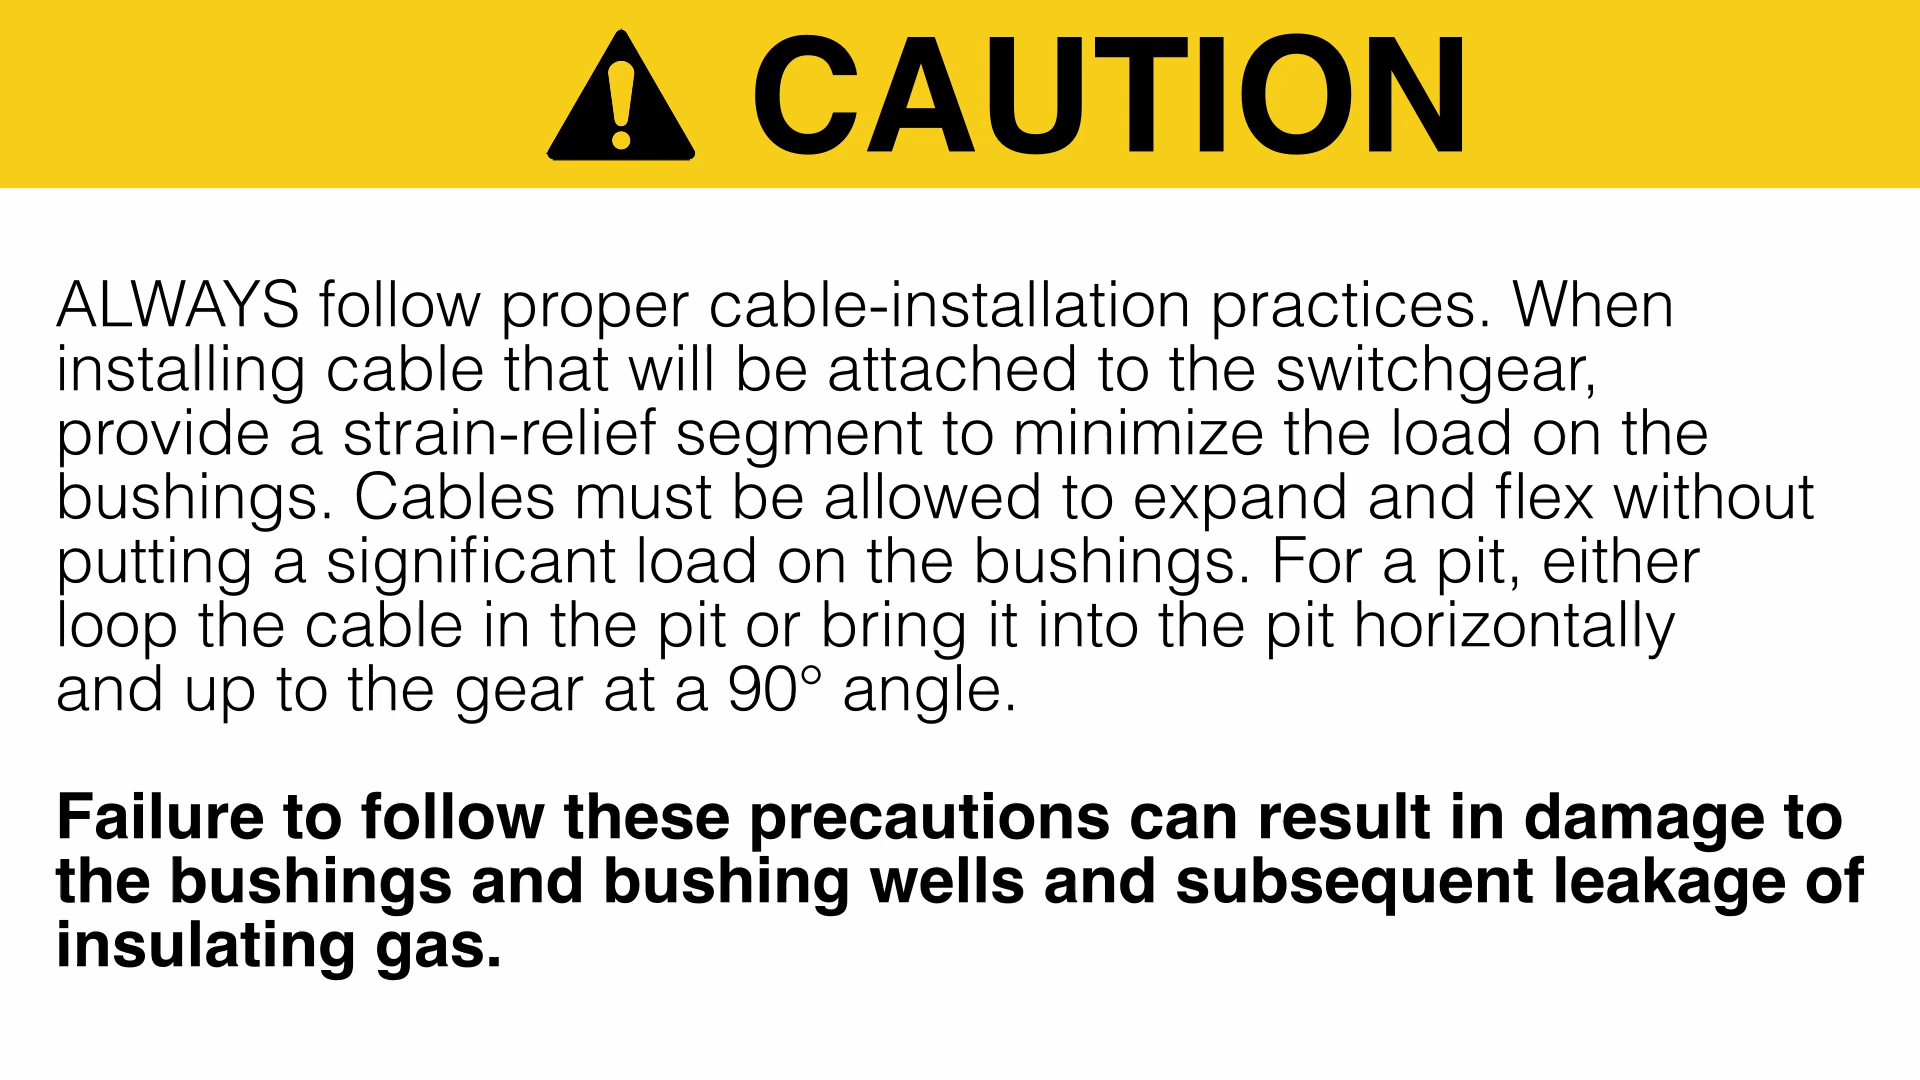 CAUTION
ALWAYS follow proper cable-installation practices. When
installing cable that will be attached to the switchgear,
provide a strain-relief segment to minimize the load on the
bushings. Cables must be allowed to expand and flex without
putting a significant load on the bushings. For a pit, either
loop the cable in the pit or bring it into the pit horizontally
and up to the gear at a 90° angle.
Failure to follow these precautions can result in damage to
the bushings and bushing wells and subsequent leakage of
insulating gas.